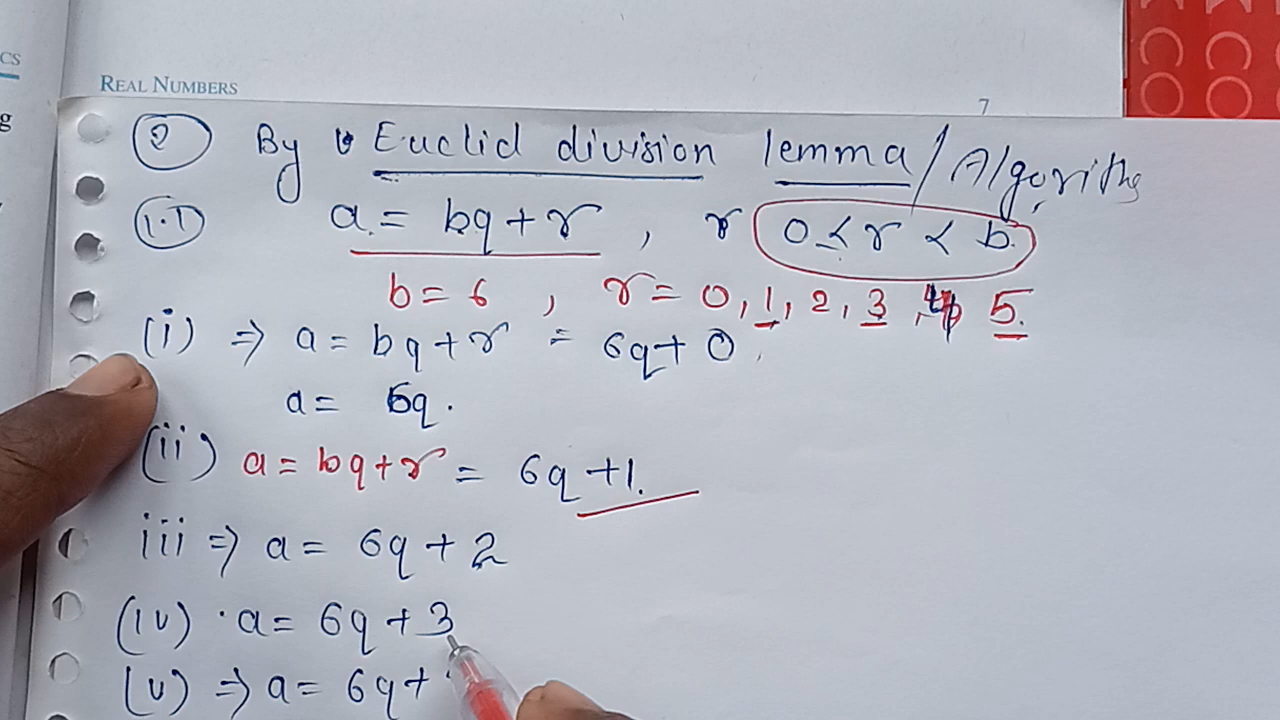 CS
REAL NUMBERS
7
g
(2) By Euclid division lemma / Algorithm
(1.1) a = bq + r , r 0 ≤ r < b.
b = 6 , r = 0, 1, 2, 3, 4, 5.
(i) ⇒ a = bq + r = 6q + 0.
a = 6q.
(ii) a = bq + r = 6q + 1.
iii ⇒ a = 6q + 2
(iv) · a = 6q + 3
(v) ⇒ a = 6q +